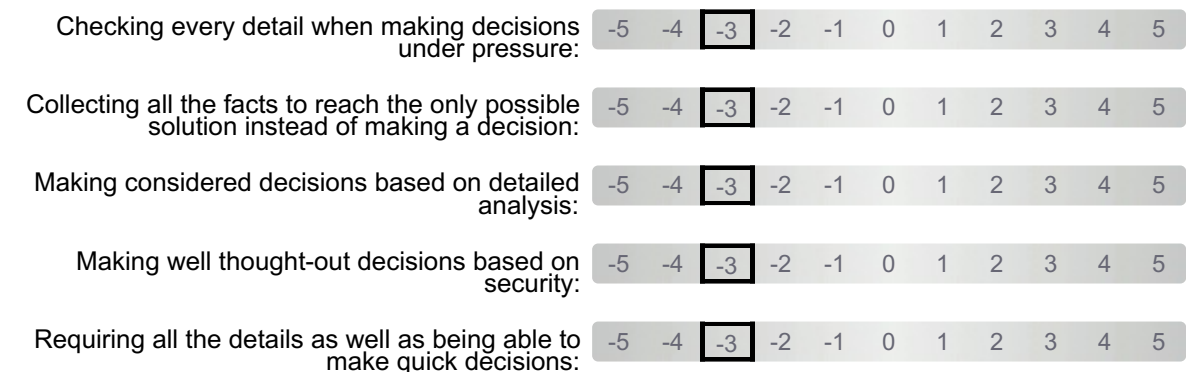 Checking every detail when making decisions
under pressure:
-5 -4 -3 -2 -1 0 1 2 3 4 5
Collecting all the facts to reach the only possible
solution instead of making a decision:
-5 -4 -3 -2 -1 0 1 2 3 4 5
Making considered decisions based on detailed
analysis:
-5 -4 -3 -2 -1 0 1 2 3 4 5
Making well thought-out decisions based on
security:
-5 -4 -3 -2 -1 0 1 2 3 4 5
Requiring all the details as well as being able to
make quick decisions:
-5 -4 -3 -2 -1 0 1 2 3 4 5